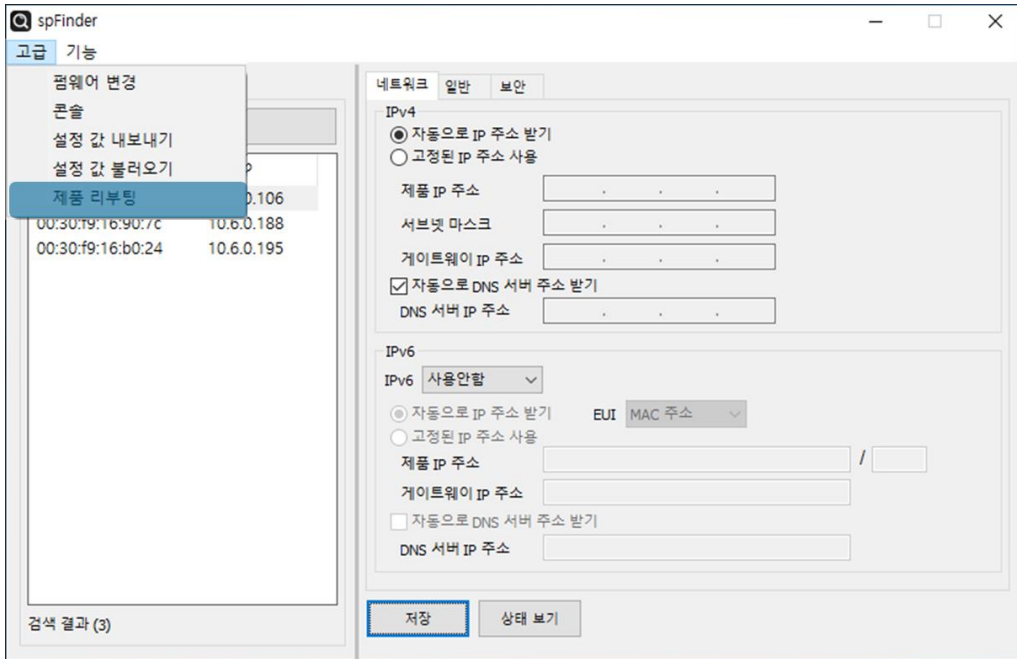 spFinder
고급 기능
펌웨어 변경
콘솔
설정 값 내보내기
설정 값 불러오기
제품 리부팅
0.106
00:30:f9:16:90:7c 10.6.0.188
00:30:f9:16:b0:24 10.6.0.195
검색 결과 (3)
네트워크 일반 보안
IPv4
자동으로 IP 주소 받기
고정된 IP 주소 사용
제품 IP 주소 . . .
서브넷 마스크 . . .
게이트웨이 IP 주소 . . .
자동으로 DNS 서버 주소 받기
DNS 서버 IP 주소 . . .
IPv6
IPv6 사용안함
자동으로 IP 주소 받기 EUI MAC 주소
고정된 IP 주소 사용
제품 IP 주소 /
게이트웨이 IP 주소
자동으로 DNS 서버 주소 받기
DNS 서버 IP 주소
저장 상태 보기